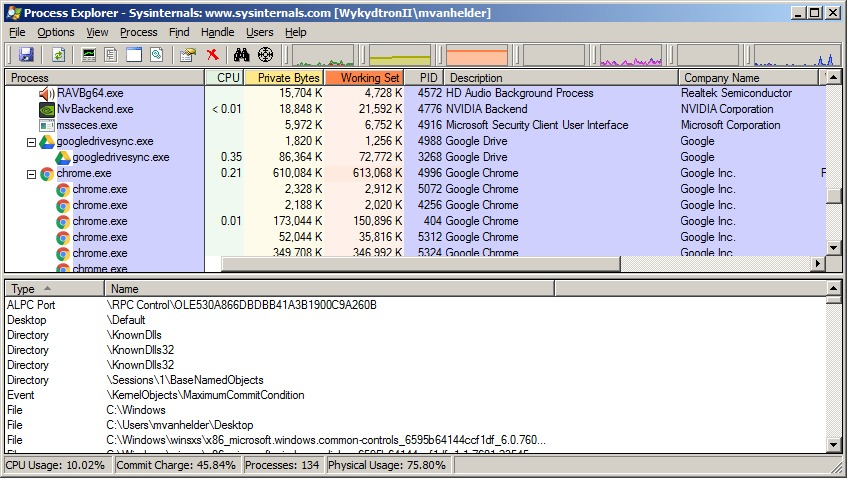 Process Explorer - Sysinternals: www.sysinternals.com [WykydtronII\mvanhelder]
File Options View Process Find Handle Users Help
Process CPU Private Bytes Working Set PID Description Company Name
RAVBg64.exe 15,704 K 4,728 K 4572 HD Audio Background Process Realtek Semiconductor
NvBackend.exe < 0.01 18,848 K 21,592 K 4776 NVIDIA Backend NVIDIA Corporation
msseces.exe 5,972 K 6,752 K 4916 Microsoft Security Client User Interface Microsoft Corporation
googledrivesync.exe 1,820 K 1,256 K 4988 Google Drive Google
googledrivesync.exe 0.35 86,364 K 72,772 K 3268 Google Drive Google
chrome.exe 0.21 610,084 K 613,068 K 4996 Google Chrome Google Inc.
chrome.exe 2,328 K 2,912 K 5072 Google Chrome Google Inc.
chrome.exe 2,188 K 2,020 K 4256 Google Chrome Google Inc.
chrome.exe 0.01 173,044 K 150,896 K 404 Google Chrome Google Inc.
chrome.exe 52,044 K 35,816 K 5312 Google Chrome Google Inc.
chrome.exe 349,708 K 346,992 K 5324 Google Chrome Google Inc.
chrome.exe
Type Name
ALPC Port \RPC Control\OLE530A866DBDBB41A3B1900C9A260B
Desktop \Default
Directory \KnownDlls
Directory \KnownDlls32
Directory \KnownDlls32
Directory \Sessions\1\BaseNamedObjects
Event \KernelObjects\MaximumCommitCondition
File C:\Windows
File C:\Users\mvanhelder\Desktop
File C:\Windows\winsxs\x86_microsoft.windows.common-controls_6595b64144ccf1df_6.0.760...
CPU Usage: 10.02% Commit Charge: 45.84% Processes: 134 Physical Usage: 75.80%